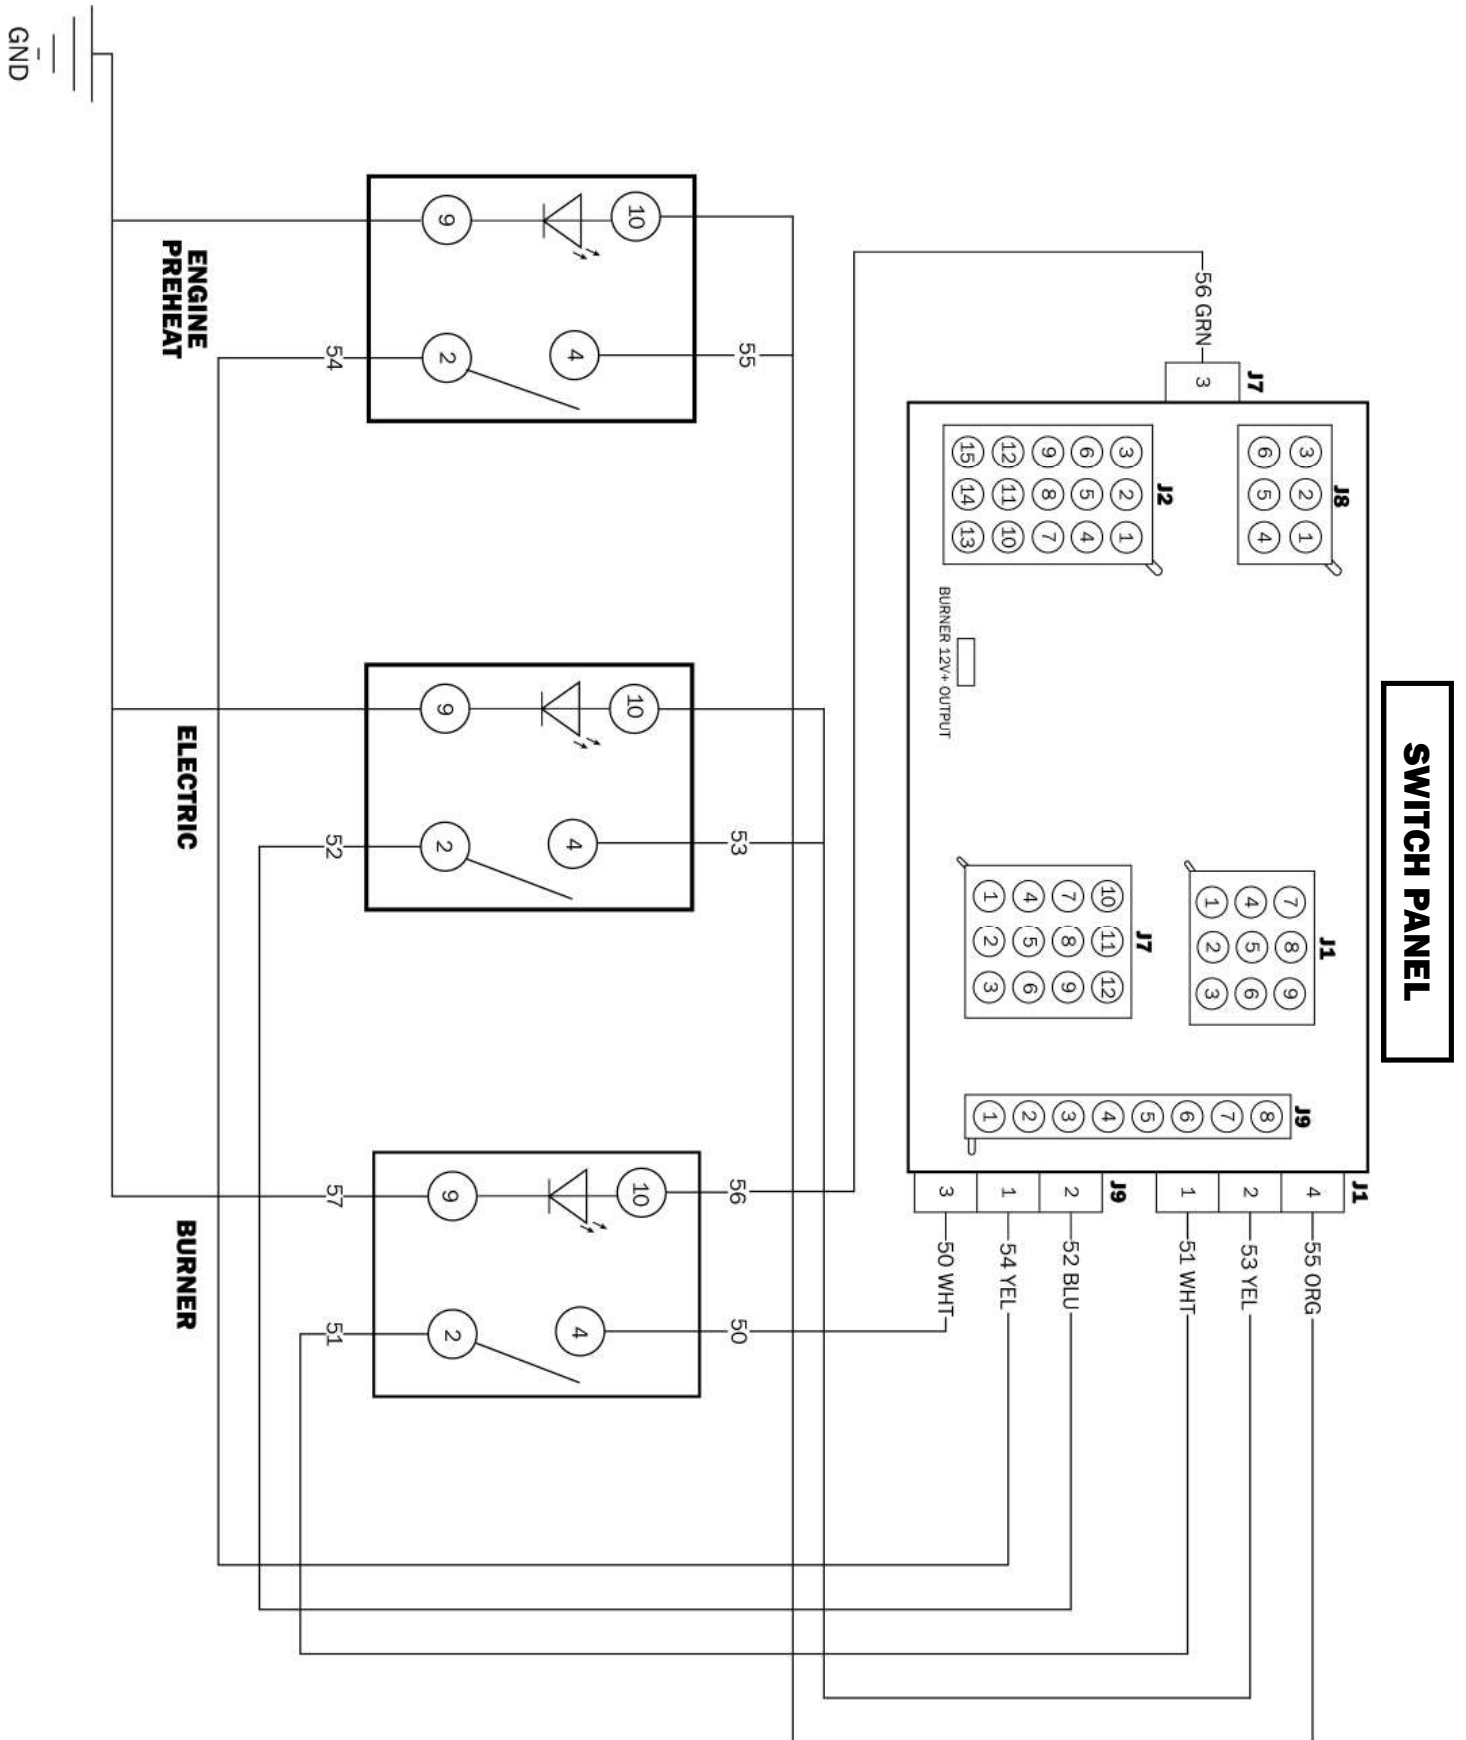 SWITCH PANEL
J8
3 2 1
6 5 4
J1
7 8 9
4 5 6
1 2 3
J9
8
7
6
5
4
3
2
1
J2
3 2 1
6 5 4
9 8 7
12 11 10
15 14 13
J7
10 11 12
7 8 9
4 5 6
1 2 3
BURNER 12V+ OUTPUT
J7
3
56 GRN
J1
4
55 ORG
2
53 YEL
1
51 WHT
J9
2
52 BLU
1
54 YEL
3
50 WHT
55
10
4
9
2
54
ENGINE
PREHEAT
53
10
4
9
2
52
ELECTRIC
56
50
10
4
9
2
57
51
BURNER
GND